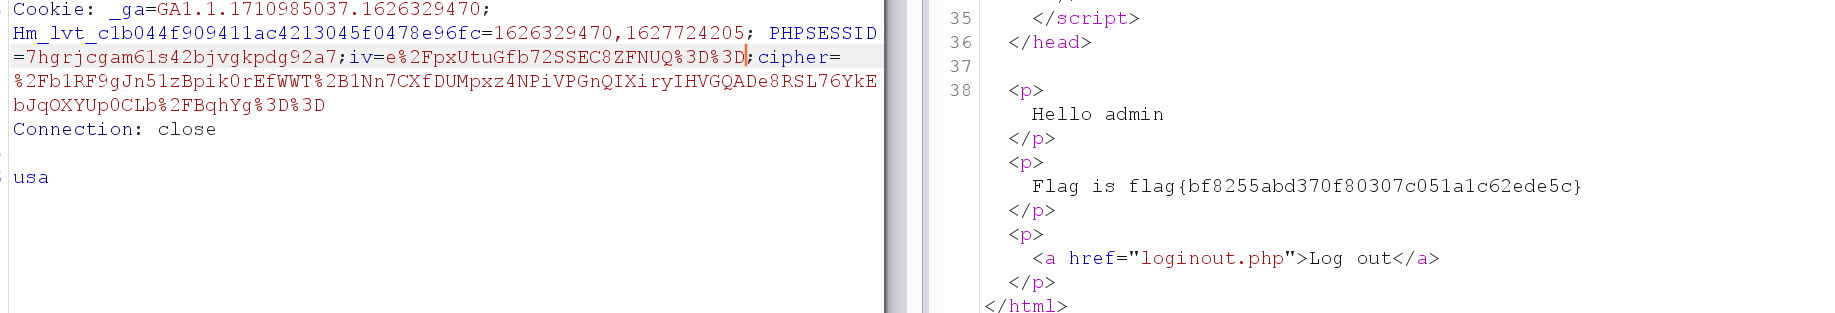 Cookie: _ga=GA1.1.1710985037.1626329470;
Hm_lvt_c1b044f909411ac4213045f0478e96fc=1626329470,1627724205; PHPSESSID
=7hgrjcgam61s42bjvgkpdg92a7;iv=e%2FpxUtuGfb72SSEC8ZFNUQ%3D%3D;cipher=
%2Fb1RF9gJn51zBpik0rEfWWT%2B1Nn7CXfDUMpxz4NPiVPGnQIXiryIHVGQADe8RSL76YkE
bJqOXYUp0CLb%2FBqhYg%3D%3D
Connection: close
usa
35 </script>
36 </head>
37
38 <p>
Hello admin
</p>
<p>
Flag is flag{bf8255abd370f80307c051a1c62ede5c}
</p>
<p>
<a href="loginout.php">Log out</a>
</p>
</html>